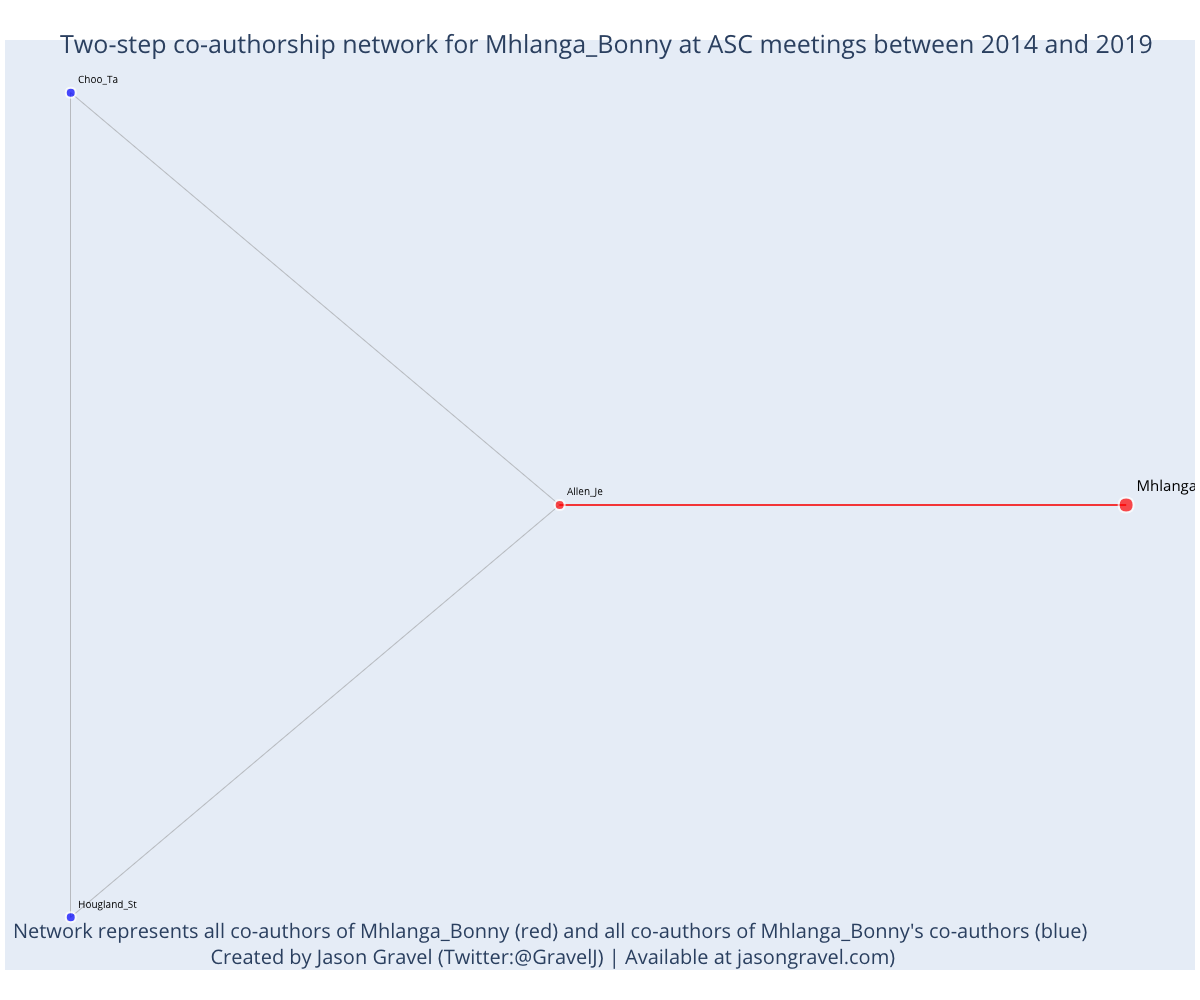 Two-step co-authorship network for Mhlanga_Bonny at ASC meetings between 2014 and 2019
Choo_Ta
Mhlanga
Allen_Je
Hougland_St
Network represents all co-authors of Mhlanga_Bonny (red) and all co-authors of Mhlanga_Bonny's co-authors (blue)
Created by Jason Gravel (Twitter:@GravelJ) | Available at jasongravel.com)